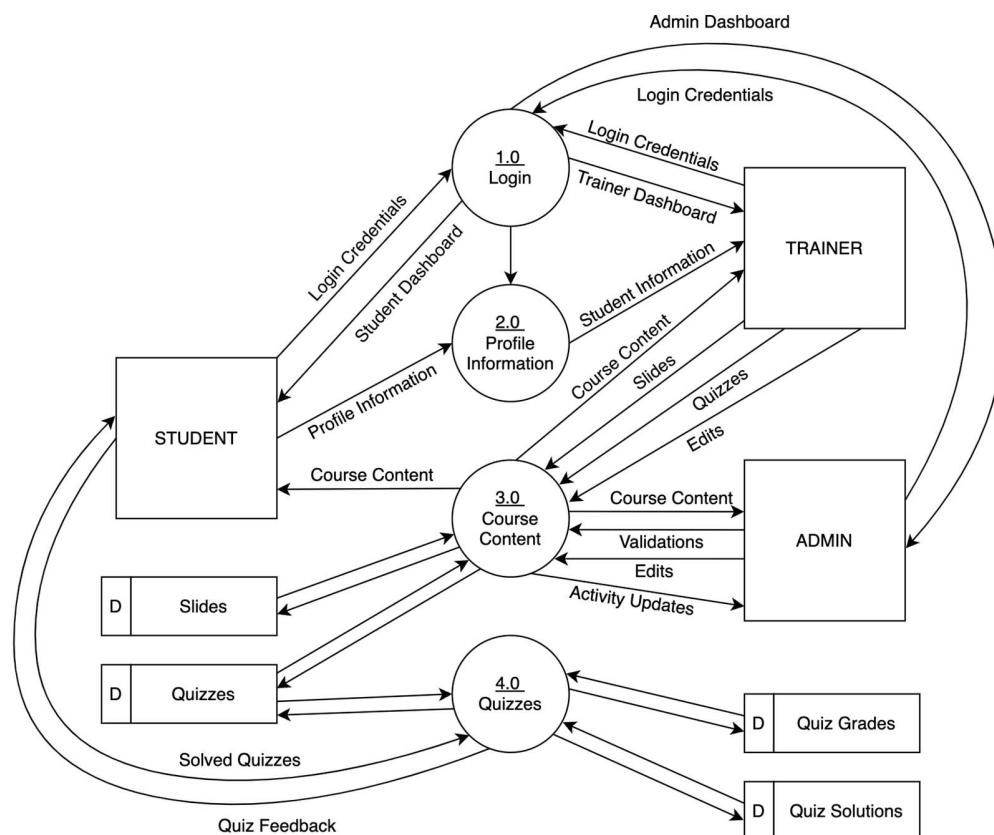 Admin Dashboard
Login Credentials
1.0
Login
Login Credentials
Trainer Dashboard
TRAINER
Login Credentials
Student Dashboard
2.0
Profile
Information
Student Information
Profile Information
STUDENT
Course Content
Slides
Quizzes
Edits
Course Content
3.0
Course
Content
Course Content
Validations
Edits
Activity Updates
ADMIN
D Slides
D Quizzes
4.0
Quizzes
D Quiz Grades
D Quiz Solutions
Solved Quizzes
Quiz Feedback